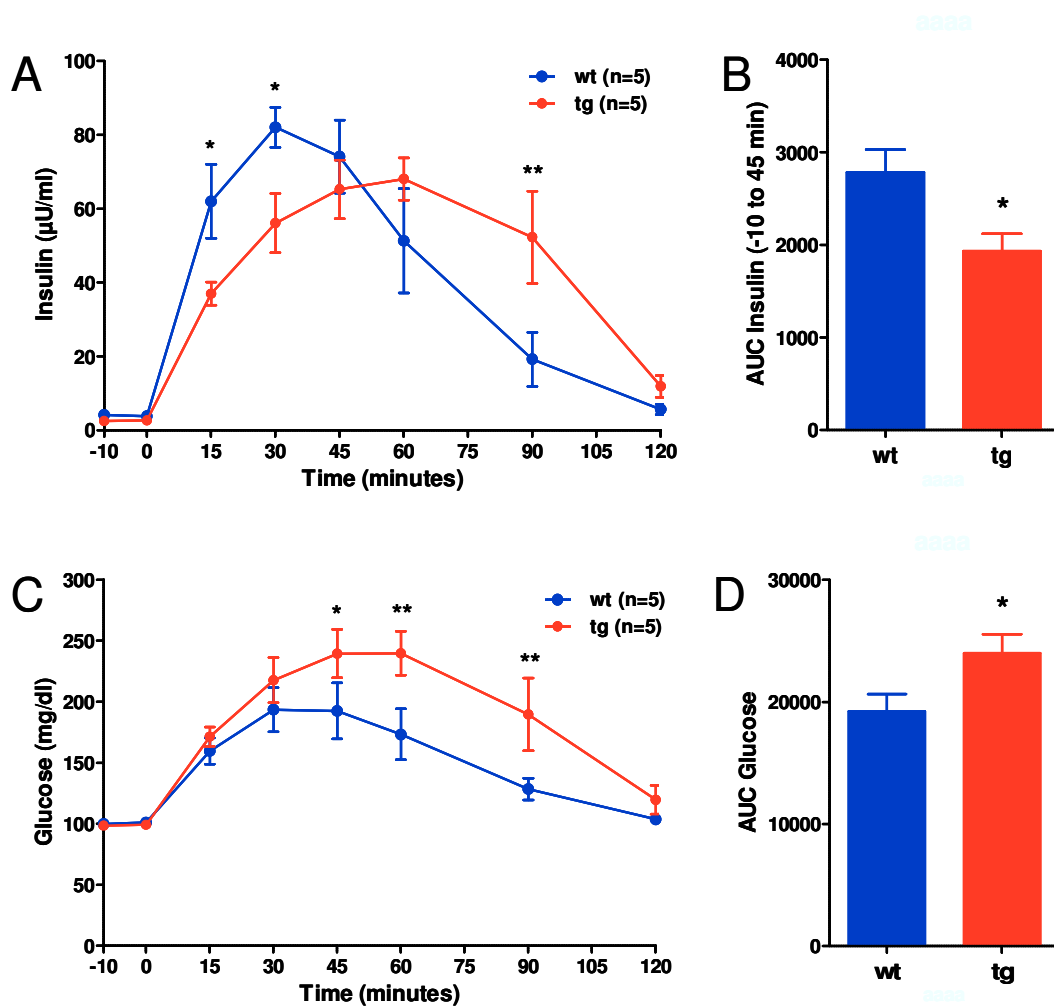 A
Insulin (µU/ml)
100
80
60
40
20
0
*
*
**
wt (n=5)
tg (n=5)
-10 0 15 30 45 60 75 90 105 120
Time (minutes)
B
AUC Insulin (-10 to 45 min)
4000
3000
2000
1000
0
*
wt tg
C
Glucose (mg/dl)
300
250
200
150
100
50
0
*
**
**
wt (n=5)
tg (n=5)
-10 0 15 30 45 60 75 90 105 120
Time (minutes)
D
AUC Glucose
30000
20000
10000
0
*
wt tg